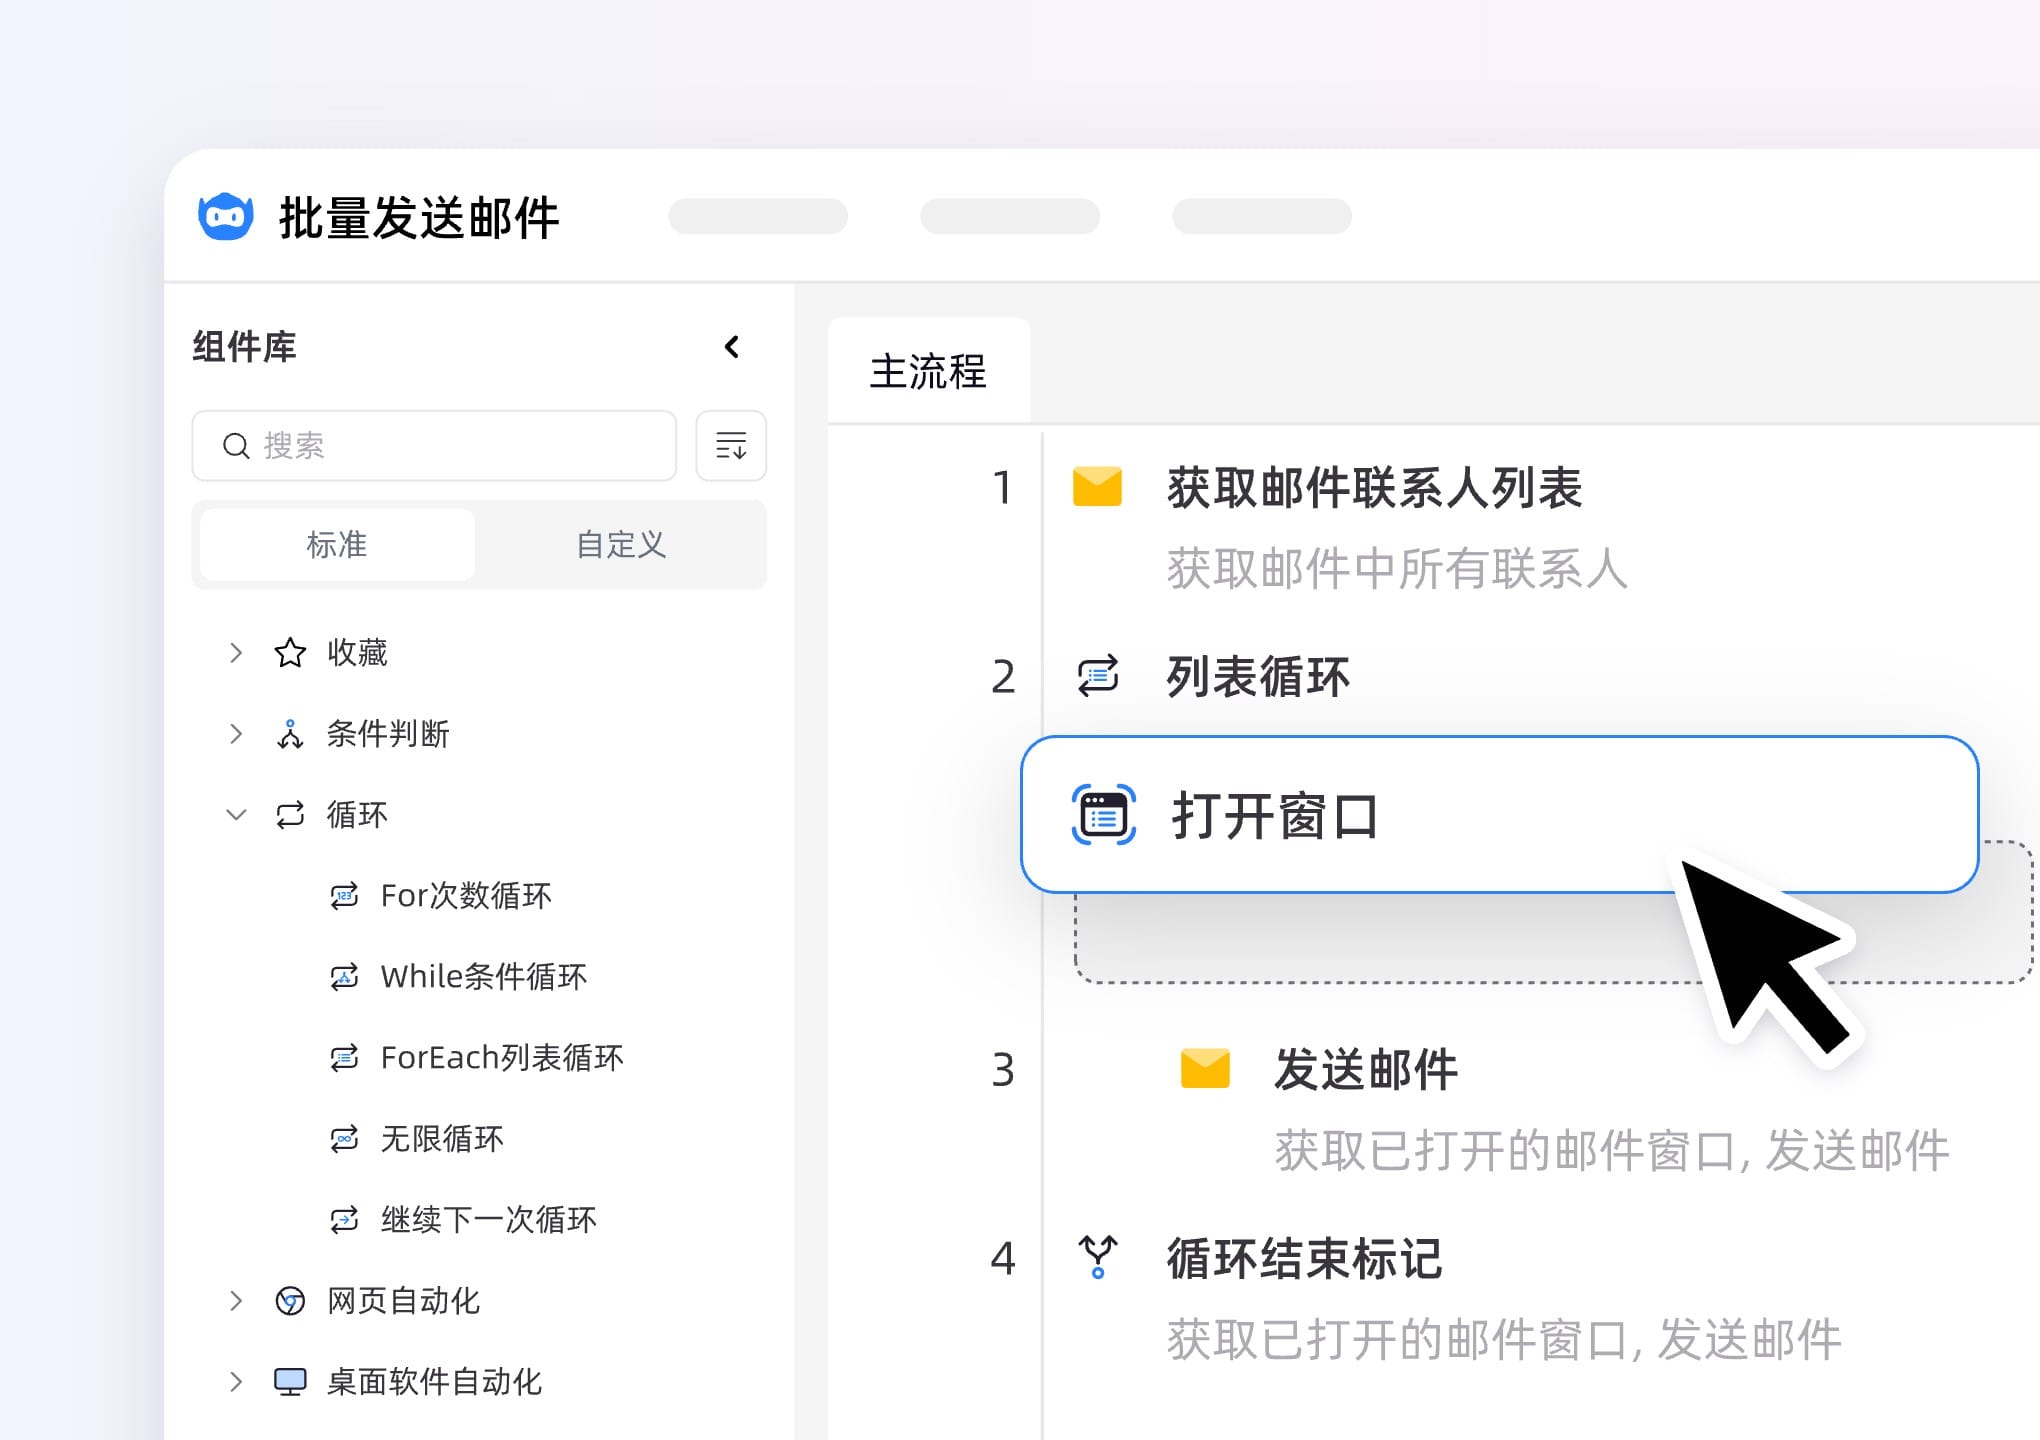 批量发送邮件
组件库
搜索
标准
自定义
收藏
条件判断
循环
For次数循环
While条件循环
ForEach列表循环
无限循环
继续下一次循环
网页自动化
桌面软件自动化
主流程
1
获取邮件联系人列表
获取邮件中所有联系人
2
列表循环
打开窗口
3
发送邮件
获取已打开的邮件窗口, 发送邮件
4
循环结束标记
获取已打开的邮件窗口, 发送邮件